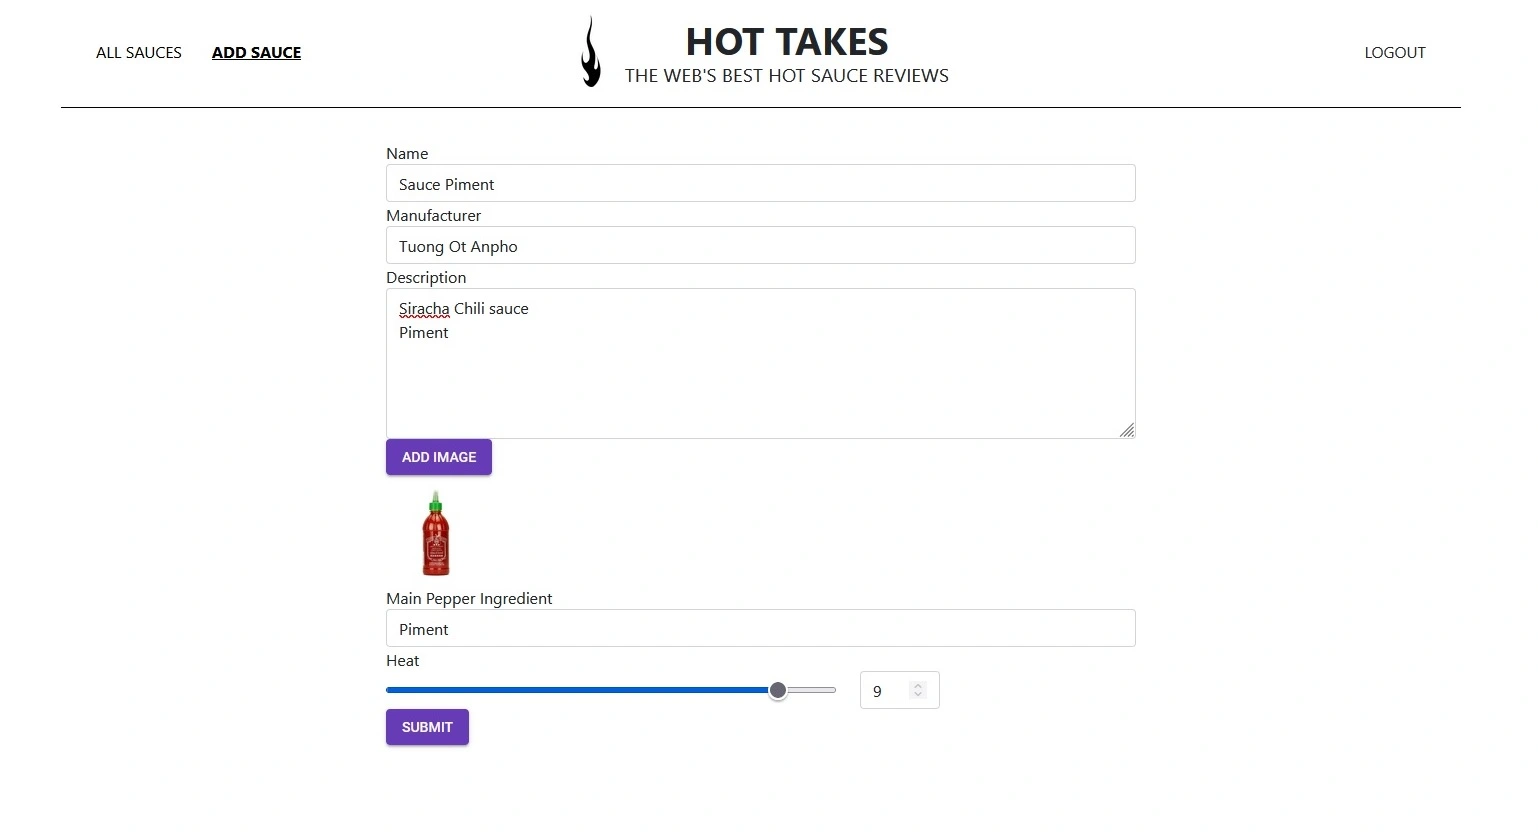 ALL SAUCES
ADD SAUCE
HOT TAKES
THE WEB'S BEST HOT SAUCE REVIEWS
LOGOUT
Name
Sauce Piment
Manufacturer
Tuong Ot Anpho
Description
Siracha Chili sauce
Piment
ADD IMAGE
Main Pepper Ingredient
Piment
Heat
9
SUBMIT